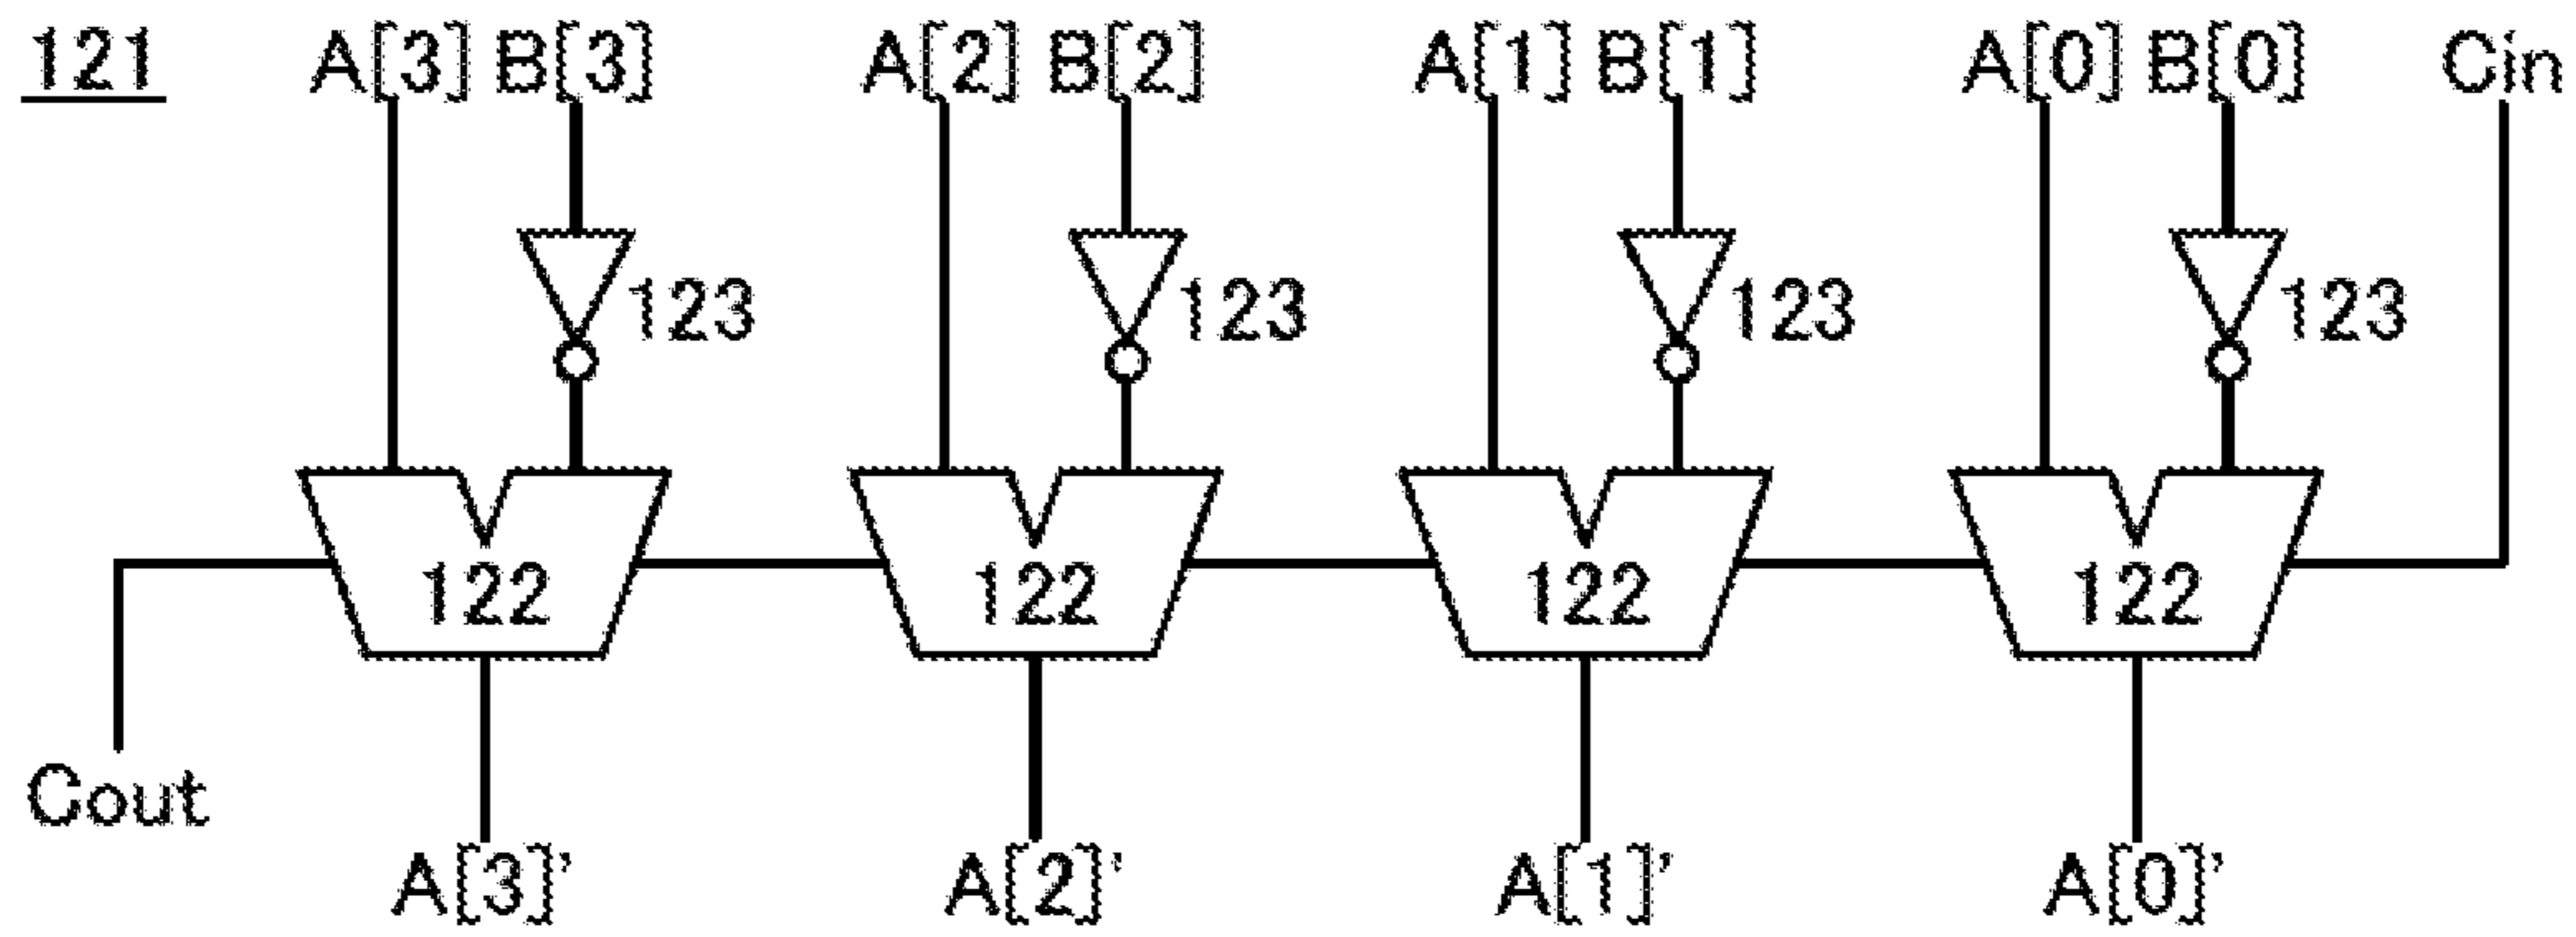 121 A[3] B[3] A[2] B[2] A[1] B[1] A[0] B[0] Cin
123 123 123 123
122 122 122 122
Cout
A[3]' A[2]' A[1]' A[0]'